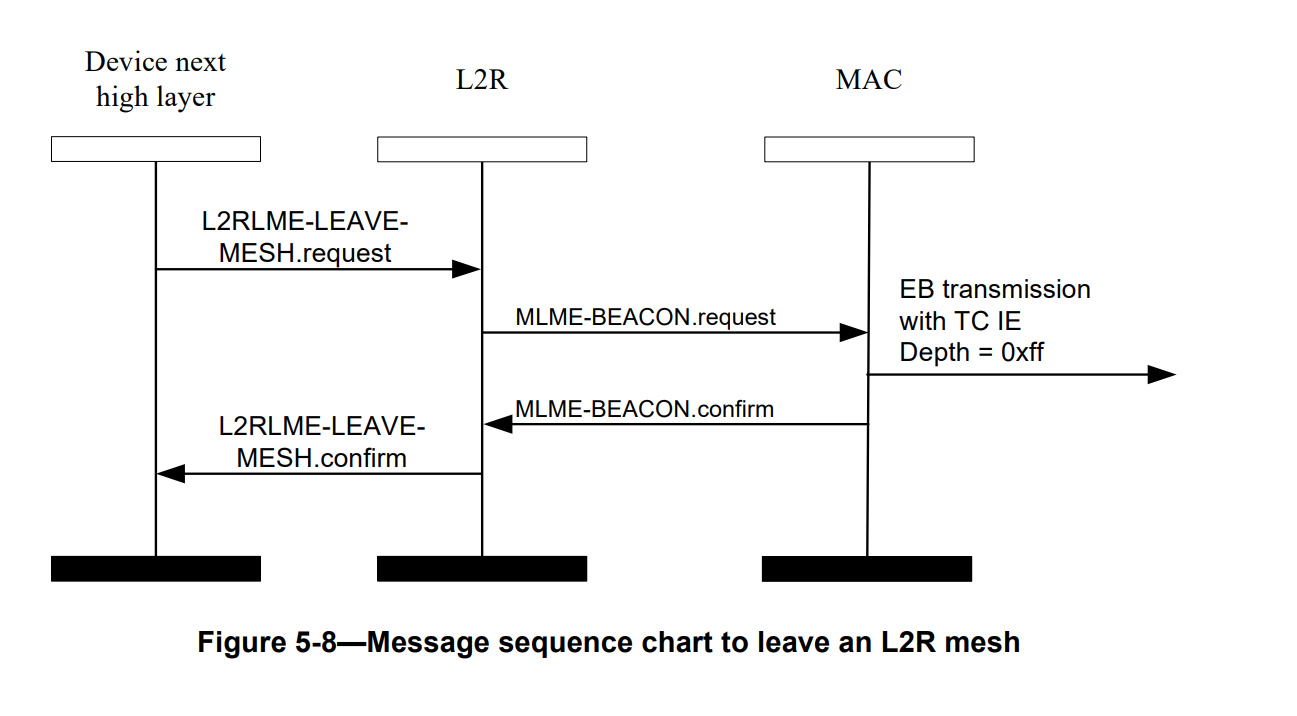 Device next
high layer
L2R
MAC
L2RLME-LEAVE-
MESH.request
MLME-BEACON.request
EB transmission
with TC IE
Depth = 0xff
MLME-BEACON.confirm
L2RLME-LEAVE-
MESH.confirm
Figure 5-8—Message sequence chart to leave an L2R mesh